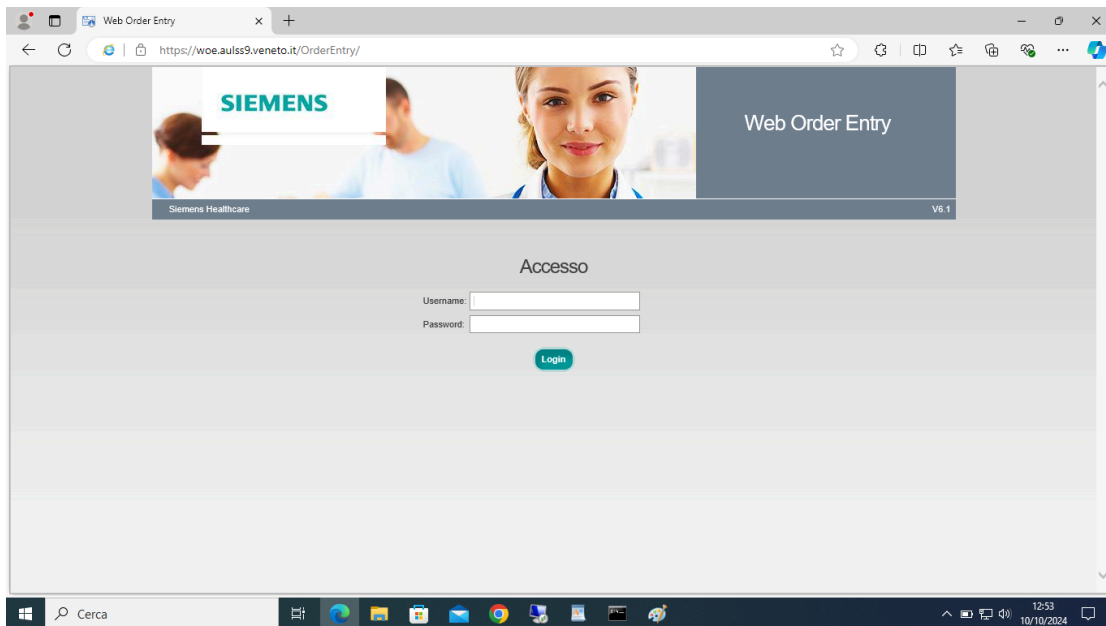 Web Order Entry
https://woe.aulss9.veneto.it/OrderEntry/
SIEMENS
Web Order Entry
Siemens Healthcare
V6.1
Accesso
Username:
Password:
Login
Cerca
12:53
10/10/2024